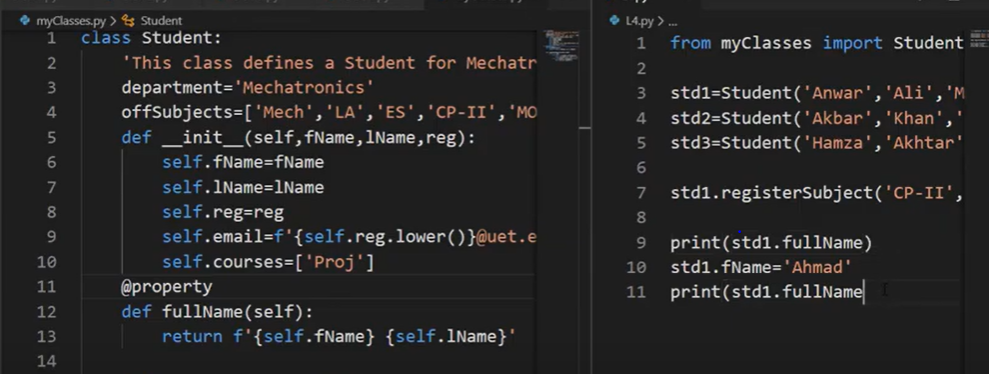 myClasses.py > Student
1 class Student:
2 'This class defines a Student for Mechatr
3 department='Mechatronics'
4 offSubjects=['Mech','LA','ES','CP-II','MO
5 def __init__(self,fName,lName,reg):
6 self.fName=fName
7 self.lName=lName
8 self.reg=reg
9 self.email=f'{self.reg.lower()}@uet.e
10 self.courses=['Proj']
11 @property
12 def fullName(self):
13 return f'{self.fName} {self.lName}'
14
L4.py > ...
1 from myClasses import Student
2
3 std1=Student('Anwar','Ali','M
4 std2=Student('Akbar','Khan','
5 std3=Student('Hamza','Akhtar'
6
7 std1.registerSubject('CP-II',
8
9 print(std1.fullName)
10 std1.fName='Ahmad'
11 print(std1.fullName